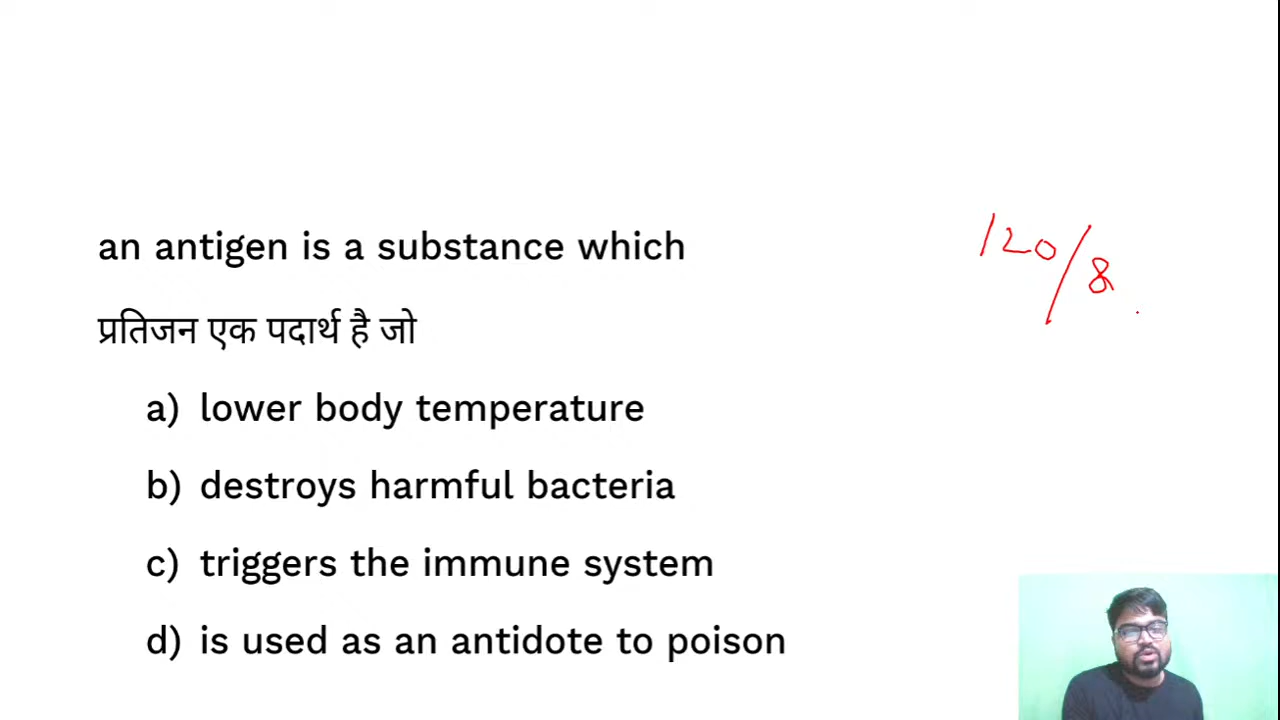 an antigen is a substance which
120/8
प्रतिजन एक पदार्थ है जो
a) lower body temperature
b) destroys harmful bacteria
c) triggers the immune system
d) is used as an antidote to poison